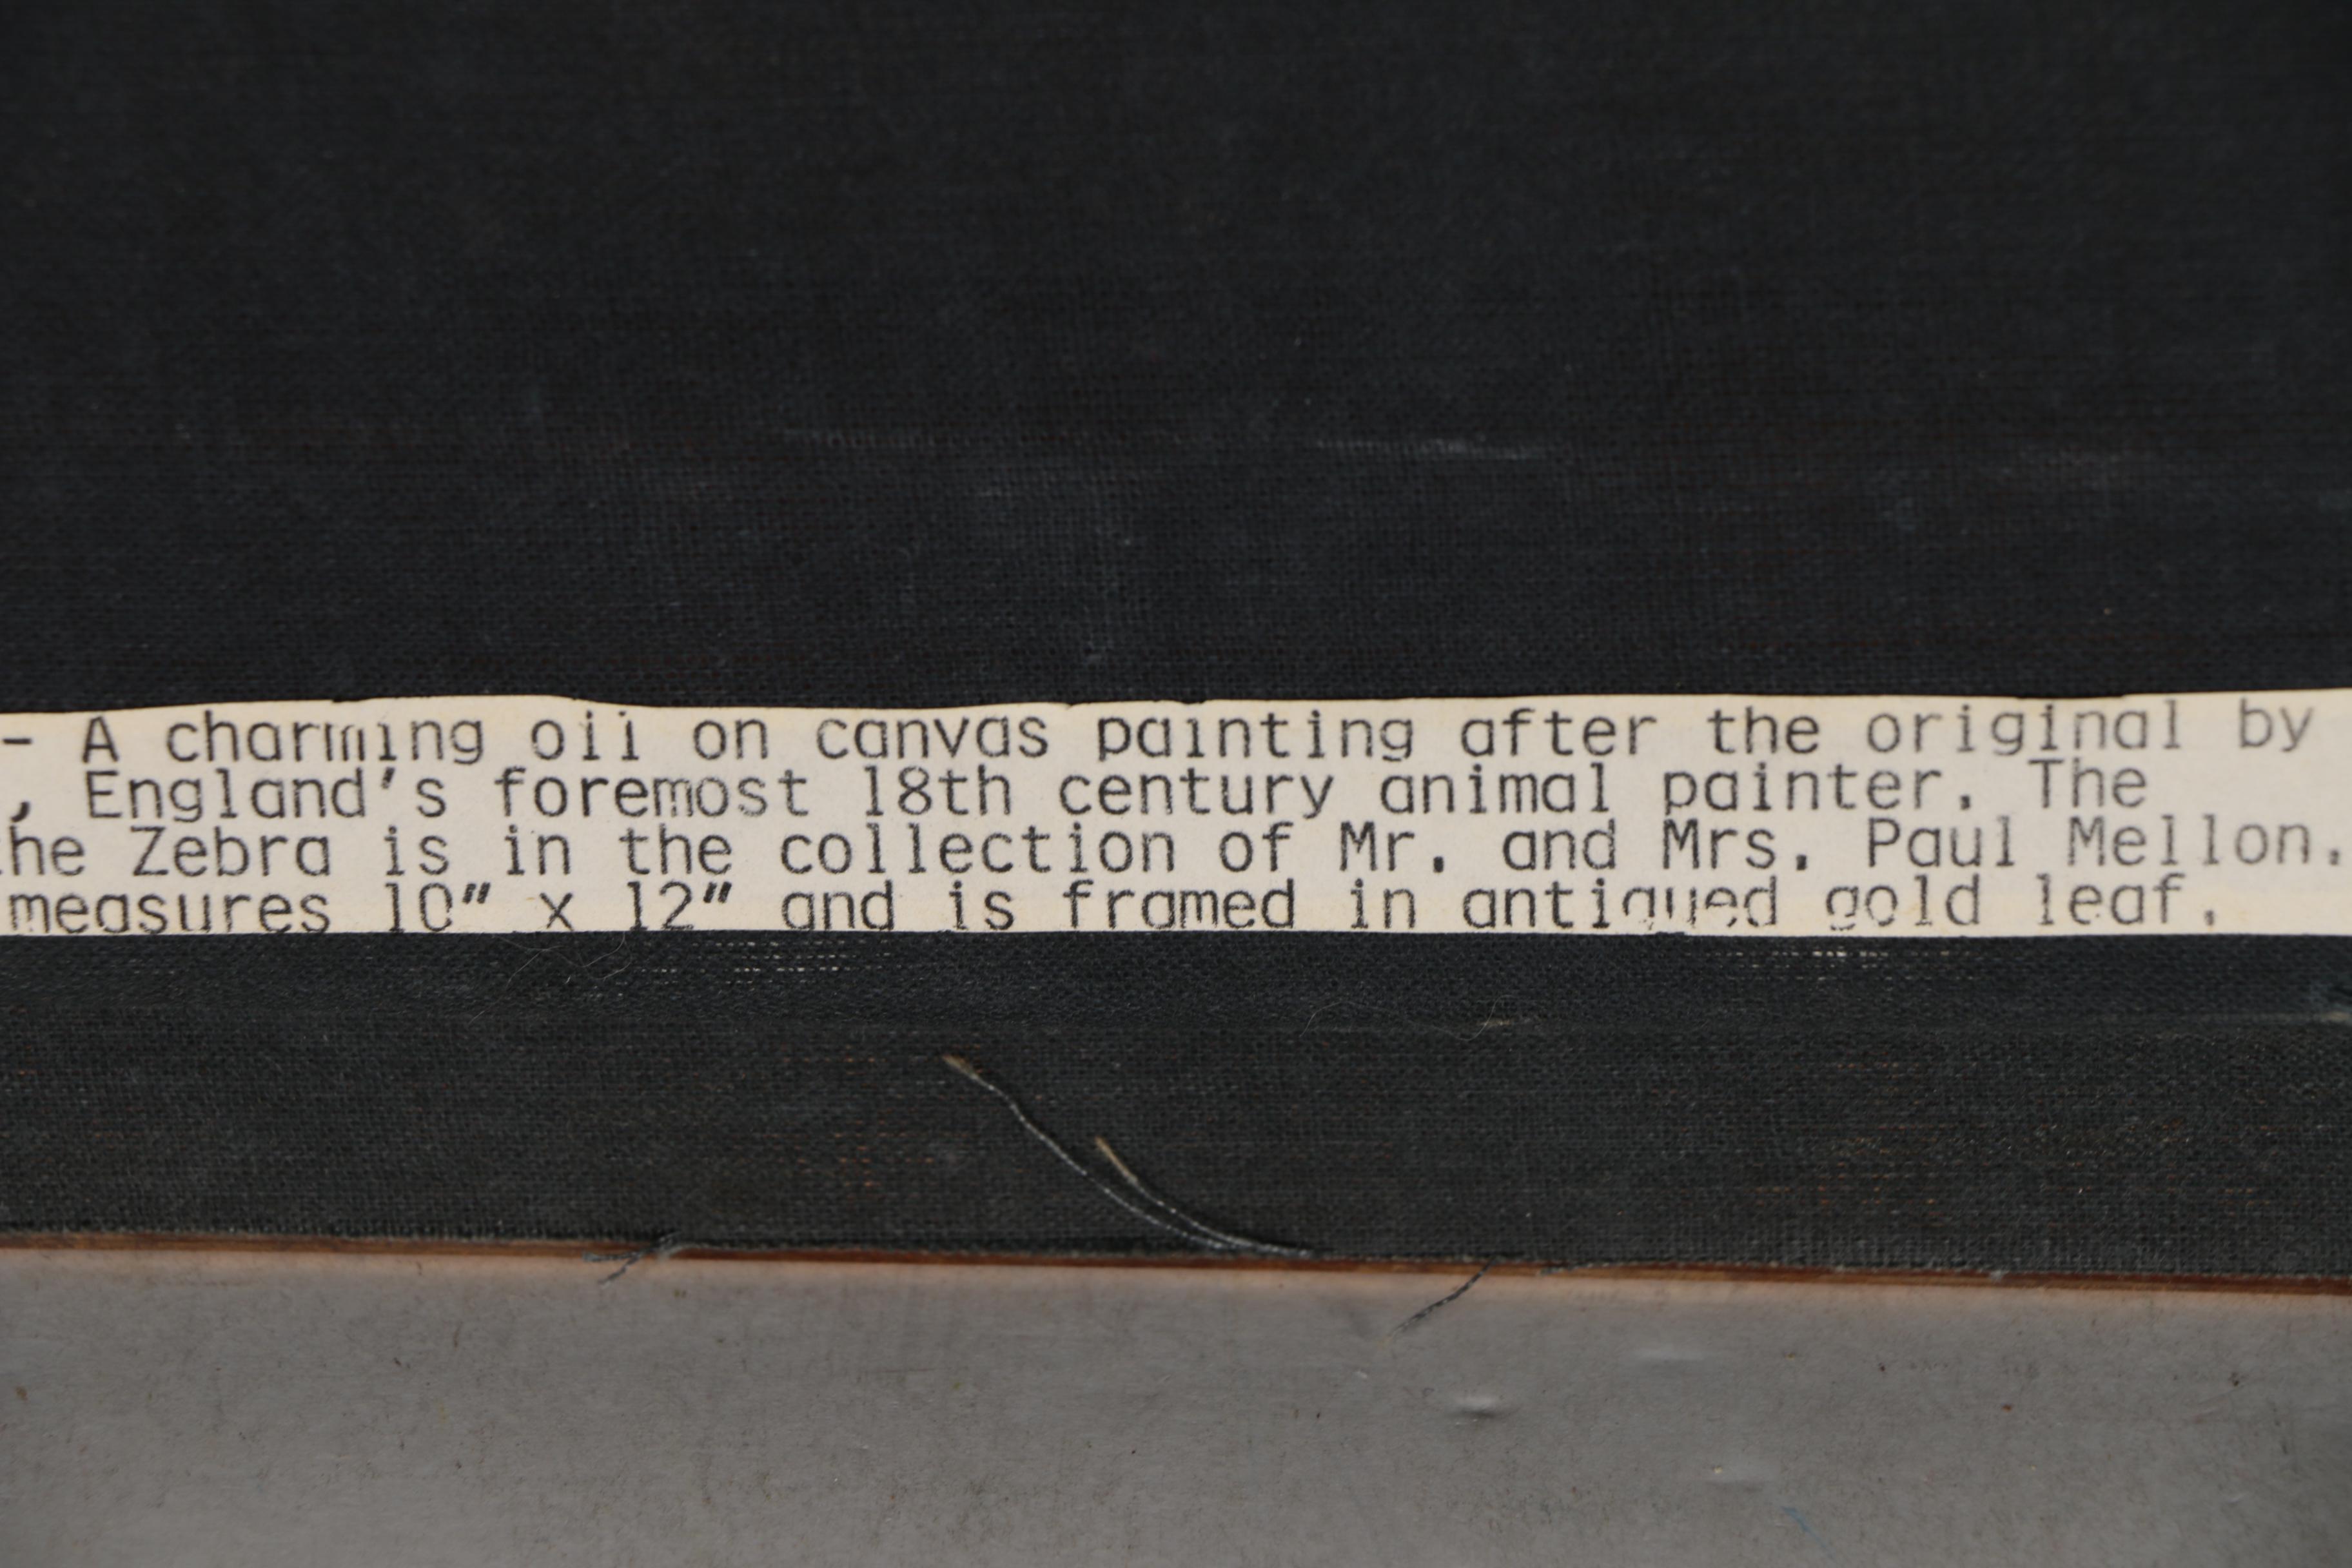 - A charming oil on canvas painting after the original by
, England's foremost 18th century animal painter. The
the Zebra is in the collection of Mr. and Mrs. Paul Mellon.
measures 10" x 12" and is framed in antiqued gold leaf.